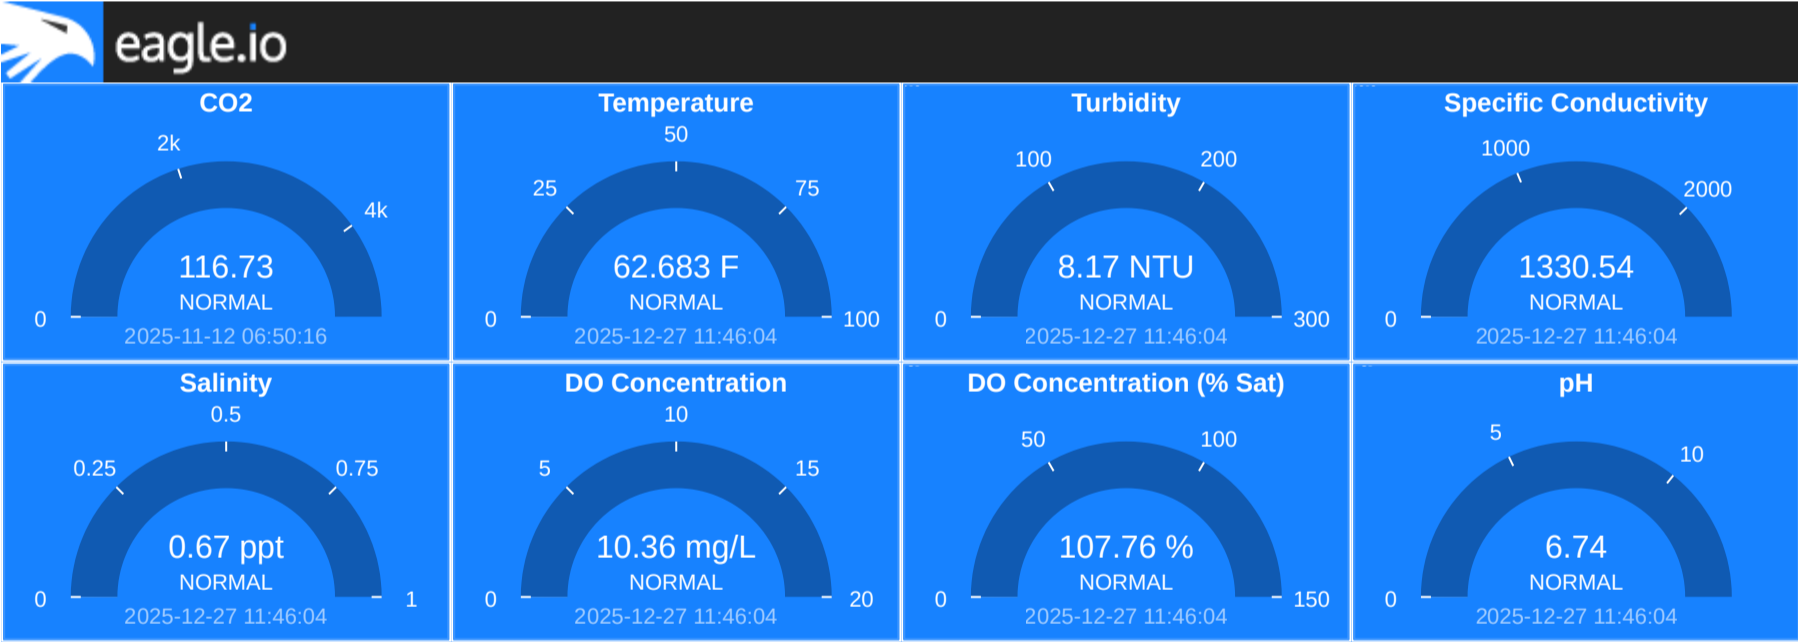 eagle.io
CO2
2k
4k
116.73
NORMAL
0
2025-11-12 06:50:16
Temperature
50
25
75
62.683 F
NORMAL
0
100
2025-12-27 11:46:04
Turbidity
100
200
8.17 NTU
NORMAL
0
300
2025-12-27 11:46:04
Specific Conductivity
1000
2000
1330.54
NORMAL
0
2025-12-27 11:46:04
Salinity
0.5
0.25
0.75
0.67 ppt
NORMAL
0
1
2025-12-27 11:46:04
DO Concentration
10
5
15
10.36 mg/L
NORMAL
0
20
2025-12-27 11:46:04
DO Concentration (% Sat)
50
100
107.76 %
NORMAL
0
150
2025-12-27 11:46:04
pH
5
10
6.74
NORMAL
0
2025-12-27 11:46:04